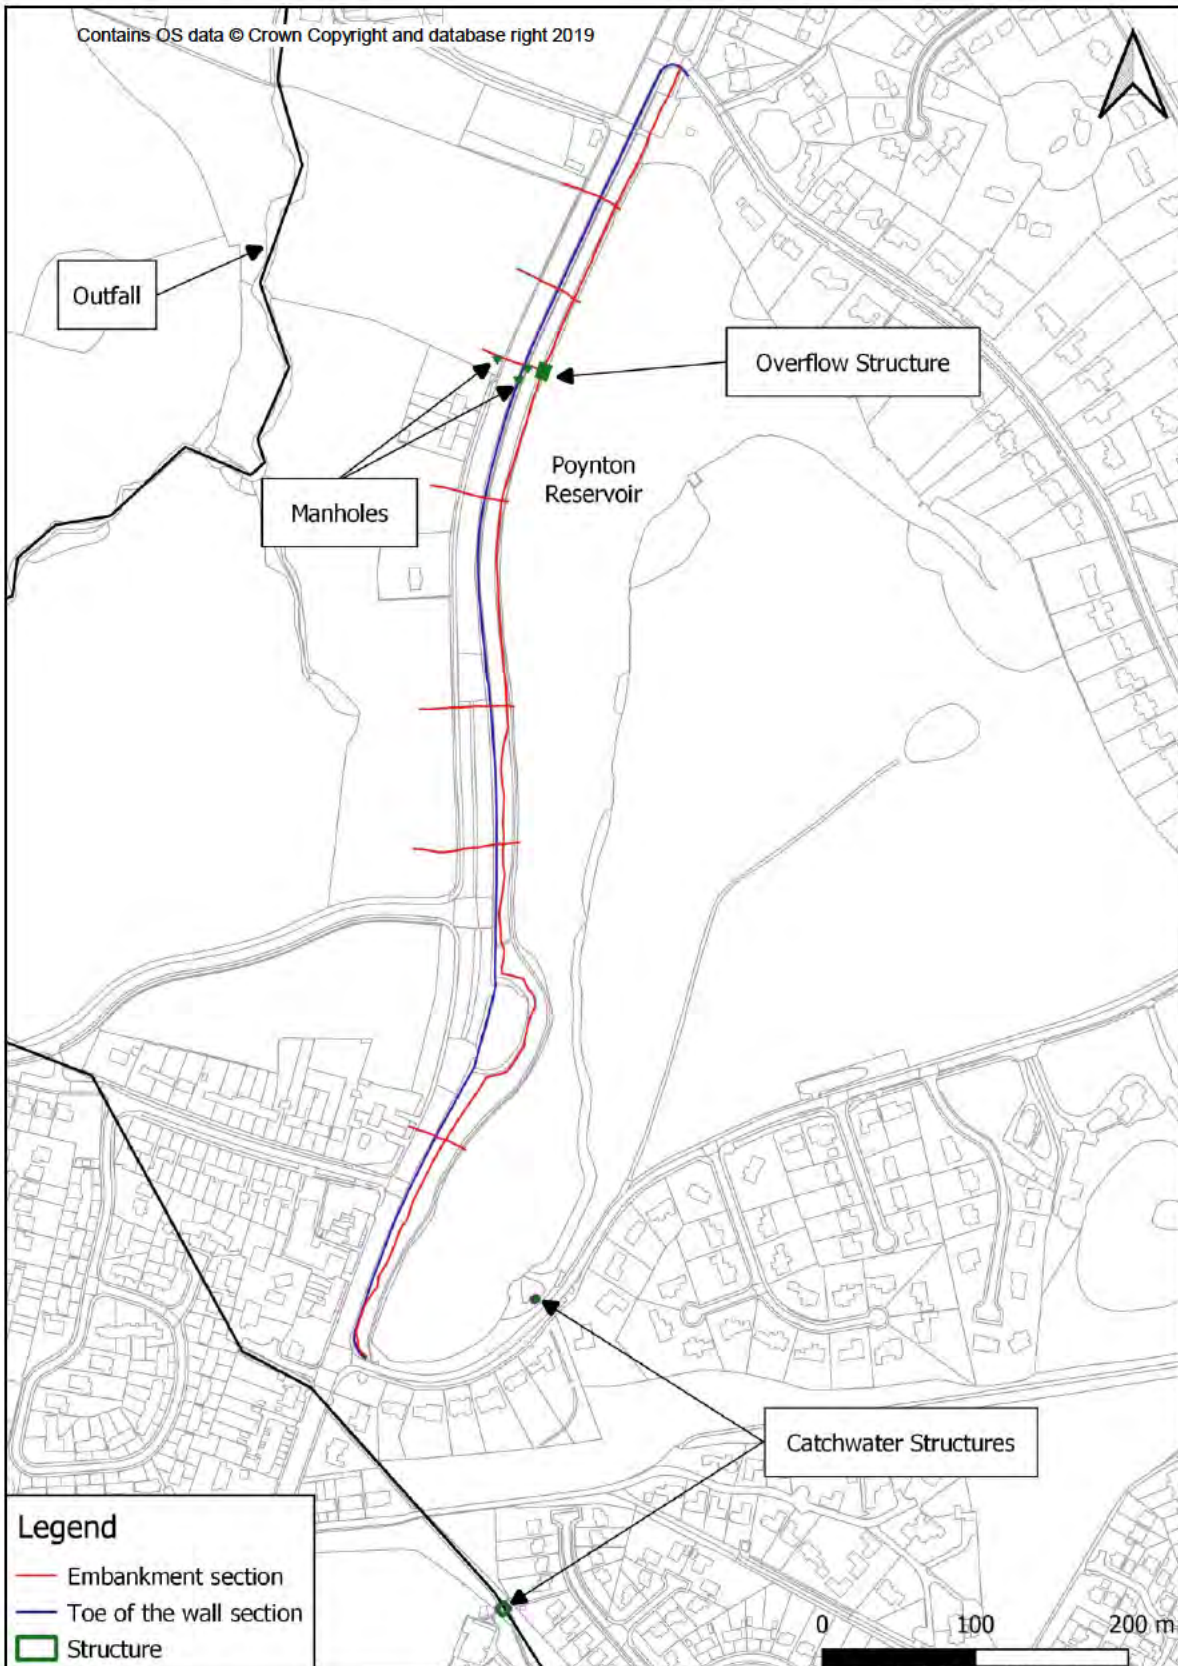 Contains OS data © Crown Copyright and database right 2019
Outfall
Overflow Structure
Poynton
Reservoir
Manholes
Catchwater Structures
Legend
Embankment section
Toe of the wall section
Structure
0 100 200 m